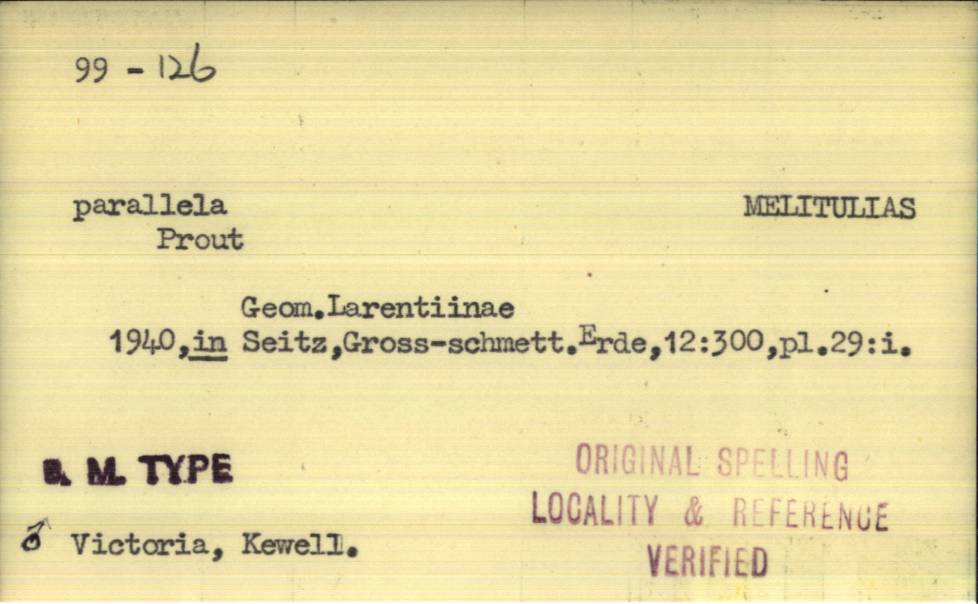 99 - 126
parallela MELITULIAS
Prout
Geom.Larentiinae
1940,in Seitz,Gross-schmett.Erde,12:300,pl.29:i.
B. M. TYPE
ORIGINAL SPELLING
LOCALITY & REFERENCE
VERIFIED
♂ Victoria, Kewell.